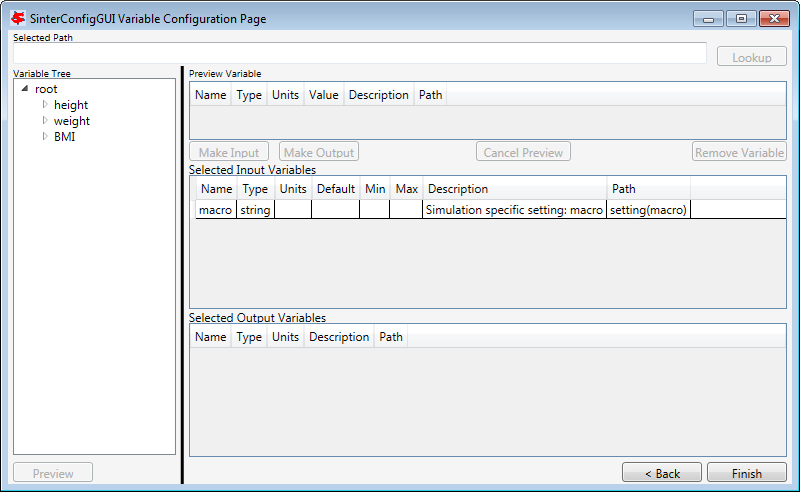 SinterConfigGUI Variable Configuration Page
Selected Path
Lookup
Variable Tree
root
height
weight
BMI
Preview
Preview Variable
Name Type Units Value Description Path
Make Input Make Output Cancel Preview Remove Variable
Selected Input Variables
Name Type Units Default Min Max Description Path
macro string Simulation specific setting: macro setting(macro)
Selected Output Variables
Name Type Units Description Path
< Back Finish